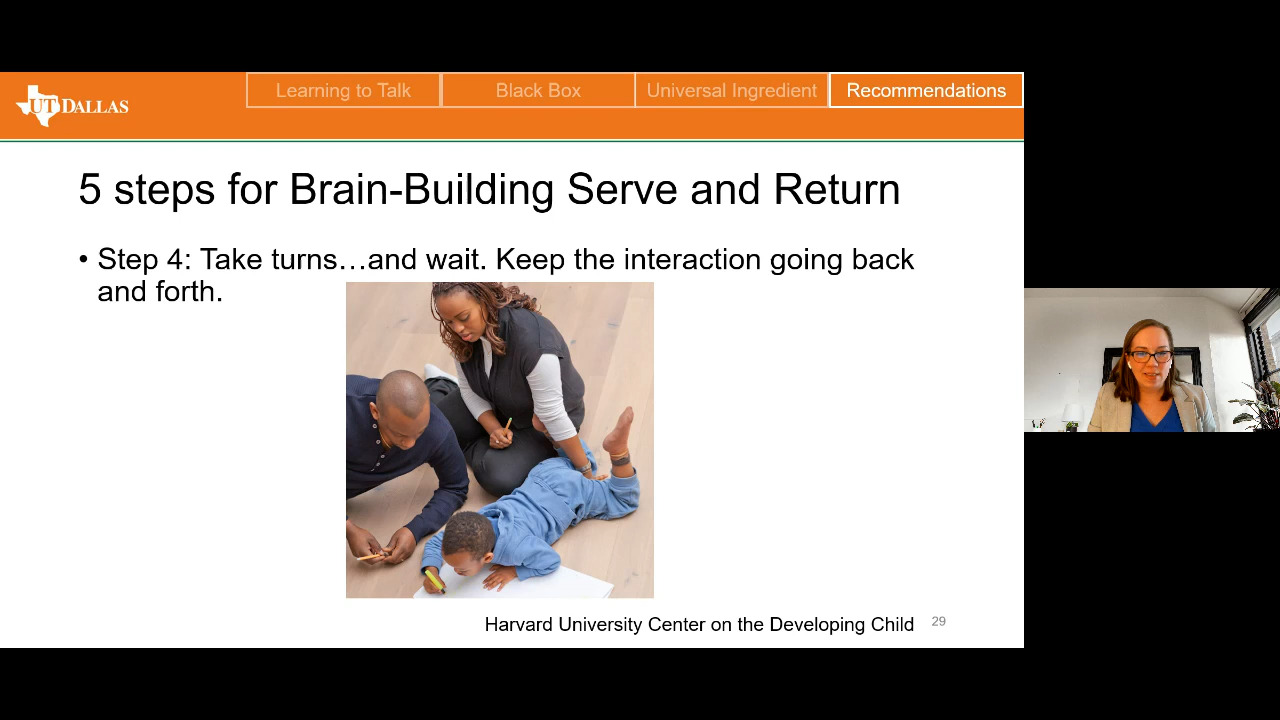 UT DALLAS
Learning to Talk
Black Box
Universal Ingredient
Recommendations
5 steps for Brain-Building Serve and Return
• Step 4: Take turns…and wait. Keep the interaction going back
and forth.
Harvard University Center on the Developing Child
29